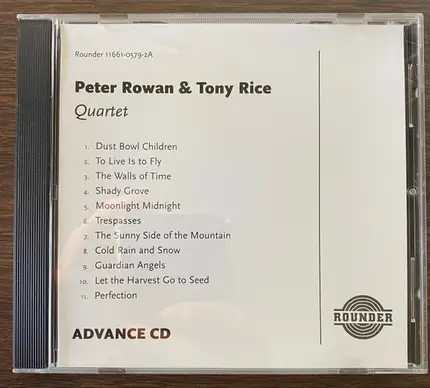 Rounder 11661-0579-2A
Peter Rowan & Tony Rice
Quartet
1. Dust Bowl Children
2. To Live Is to Fly
3. The Walls of Time
4. Shady Grove
5. Moonlight Midnight
6. Trespasses
7. The Sunny Side of the Mountain
8. Cold Rain and Snow
9. Guardian Angels
10. Let the Harvest Go to Seed
11. Perfection
ROUNDER
ADVANCE CD